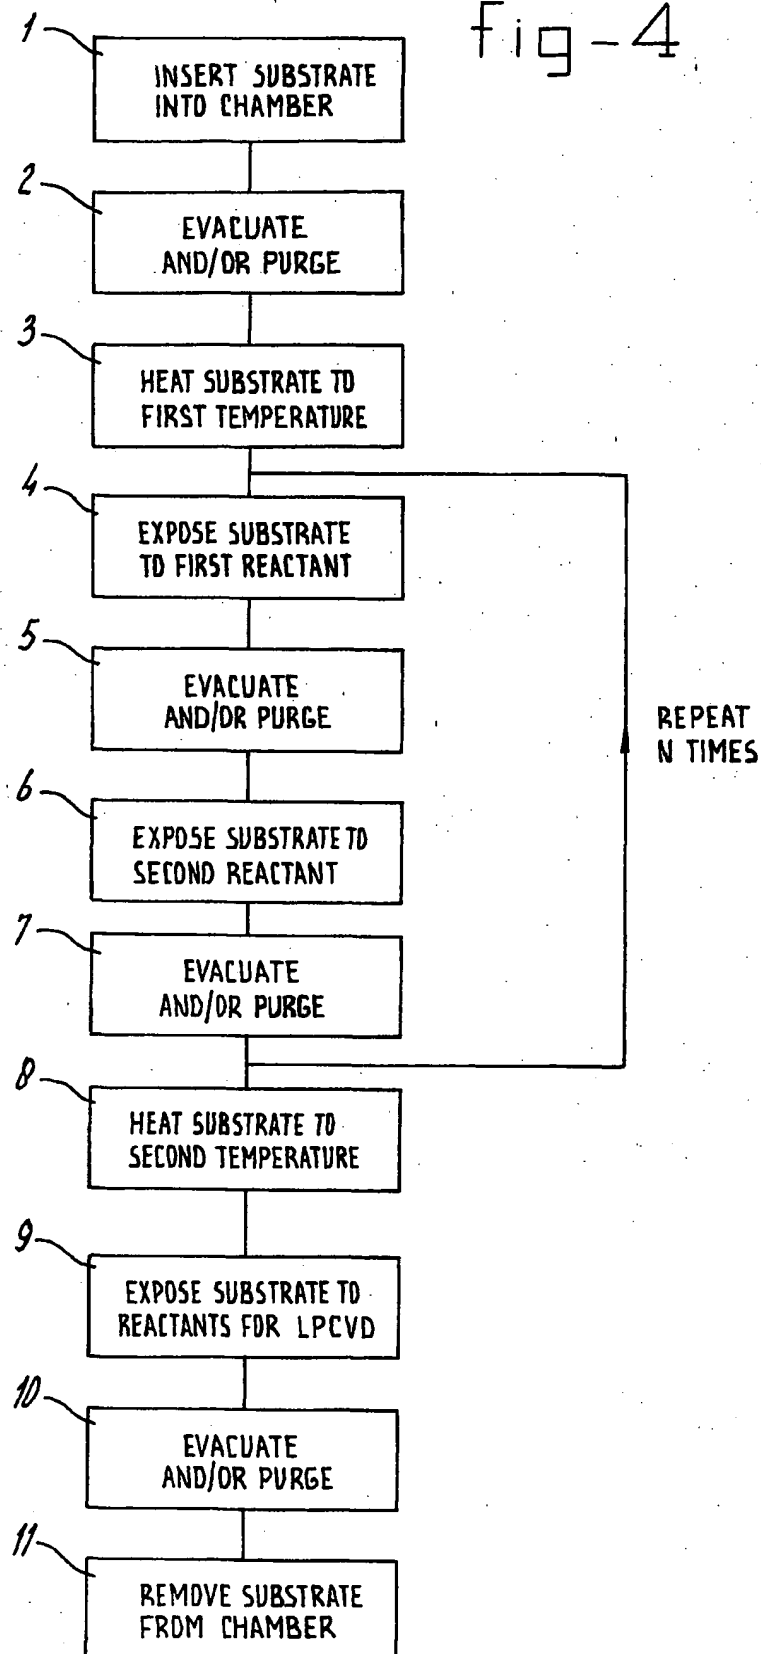 fig-4
1
INSERT SUBSTRATE
INTO CHAMBER
2
EVACUATE
AND/OR PURGE
3
HEAT SUBSTRATE TO
FIRST TEMPERATURE
4
EXPOSE SUBSTRATE
TO FIRST REACTANT
5
EVACUATE
AND/OR PURGE
REPEAT
N TIMES
6
EXPOSE SUBSTRATE TO
SECOND REACTANT
7
EVACUATE
AND/OR PURGE
8
HEAT SUBSTRATE TO
SECOND TEMPERATURE
9
EXPOSE SUBSTRATE TO
REACTANTS FOR LPCVD
10
EVACUATE
AND/OR PURGE
11
REMOVE SUBSTRATE
FROM CHAMBER